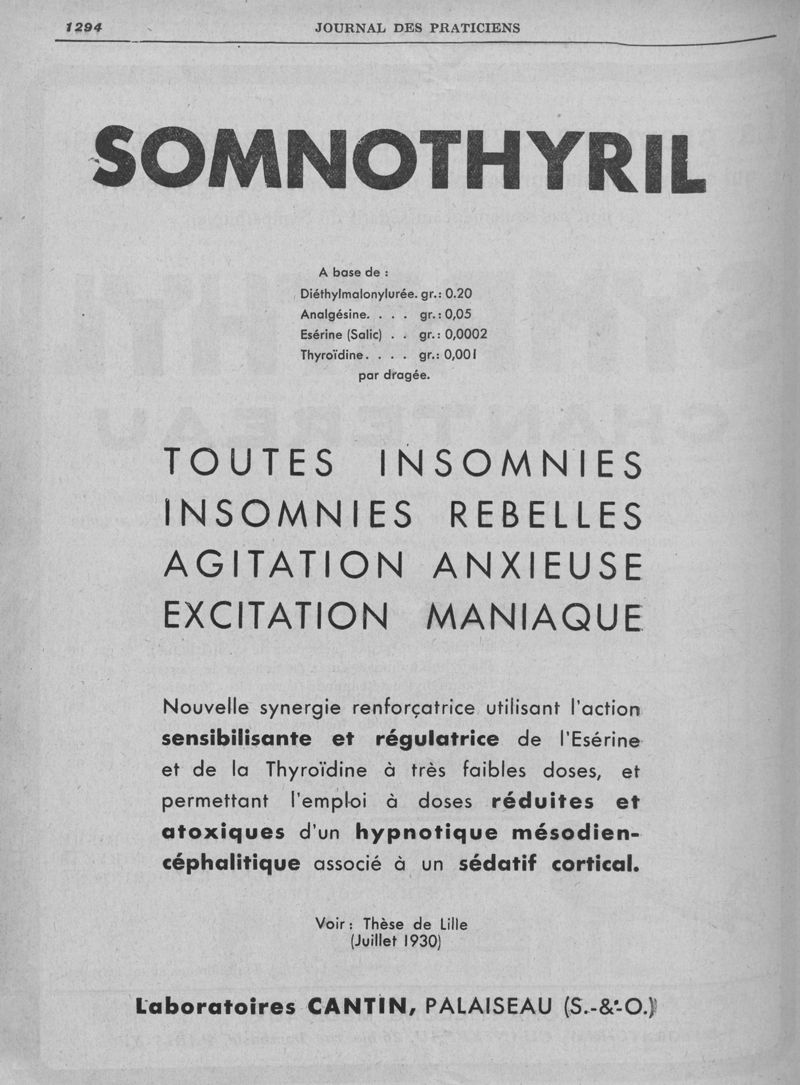 1294
JOURNAL DES PRATICIENS
SOMNOTHYRIL
A base de :
Diéthylmalonylurée. gr.: 0.20
Analgésine. . . . gr.: 0,05
Esérine (Salic) . . gr.: 0,0002
Thyroïdine. . . . gr.: 0,001
par dragée.
TOUTES INSOMNIES
INSOMNIES REBELLES
AGITATION ANXIEUSE
EXCITATION MANIAQUE
Nouvelle synergie renforçatrice utilisant l'action
sensibilisante et régulatrice de l'Esérine
et de la Thyroïdine à très faibles doses, et
permettant l'emploi à doses réduites et
atoxiques d'un hypnotique mésodien-
céphalitique associé à un sédatif cortical.
Voir : Thèse de Lille
(Juillet 1930)
Laboratoires CANTIN, PALAISEAU (S.-&-O.)